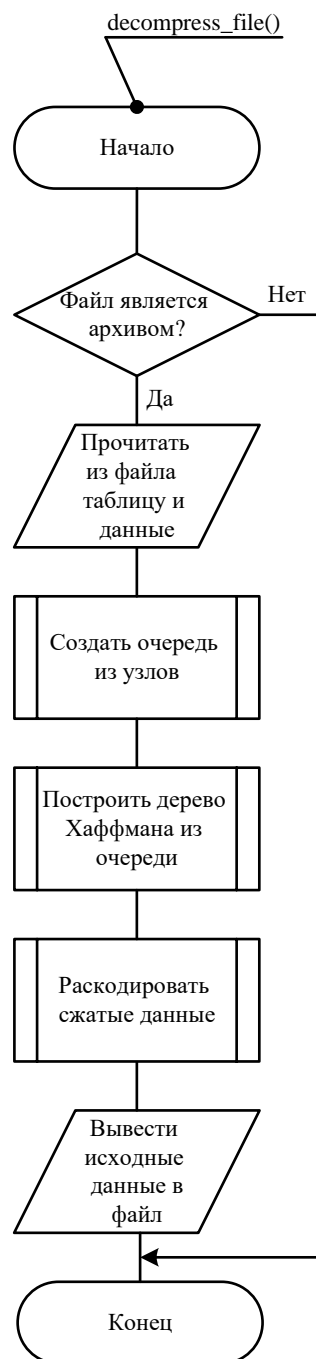 decompress_file()
Начало
Файл является
архивом?
Нет
Да
Прочитать
из файла
таблицу и
данные
Создать очередь
из узлов
Построить дерево
Хаффмана из
очереди
Раскодировать
сжатые данные
Вывести
исходные
данные в
файл
Конец